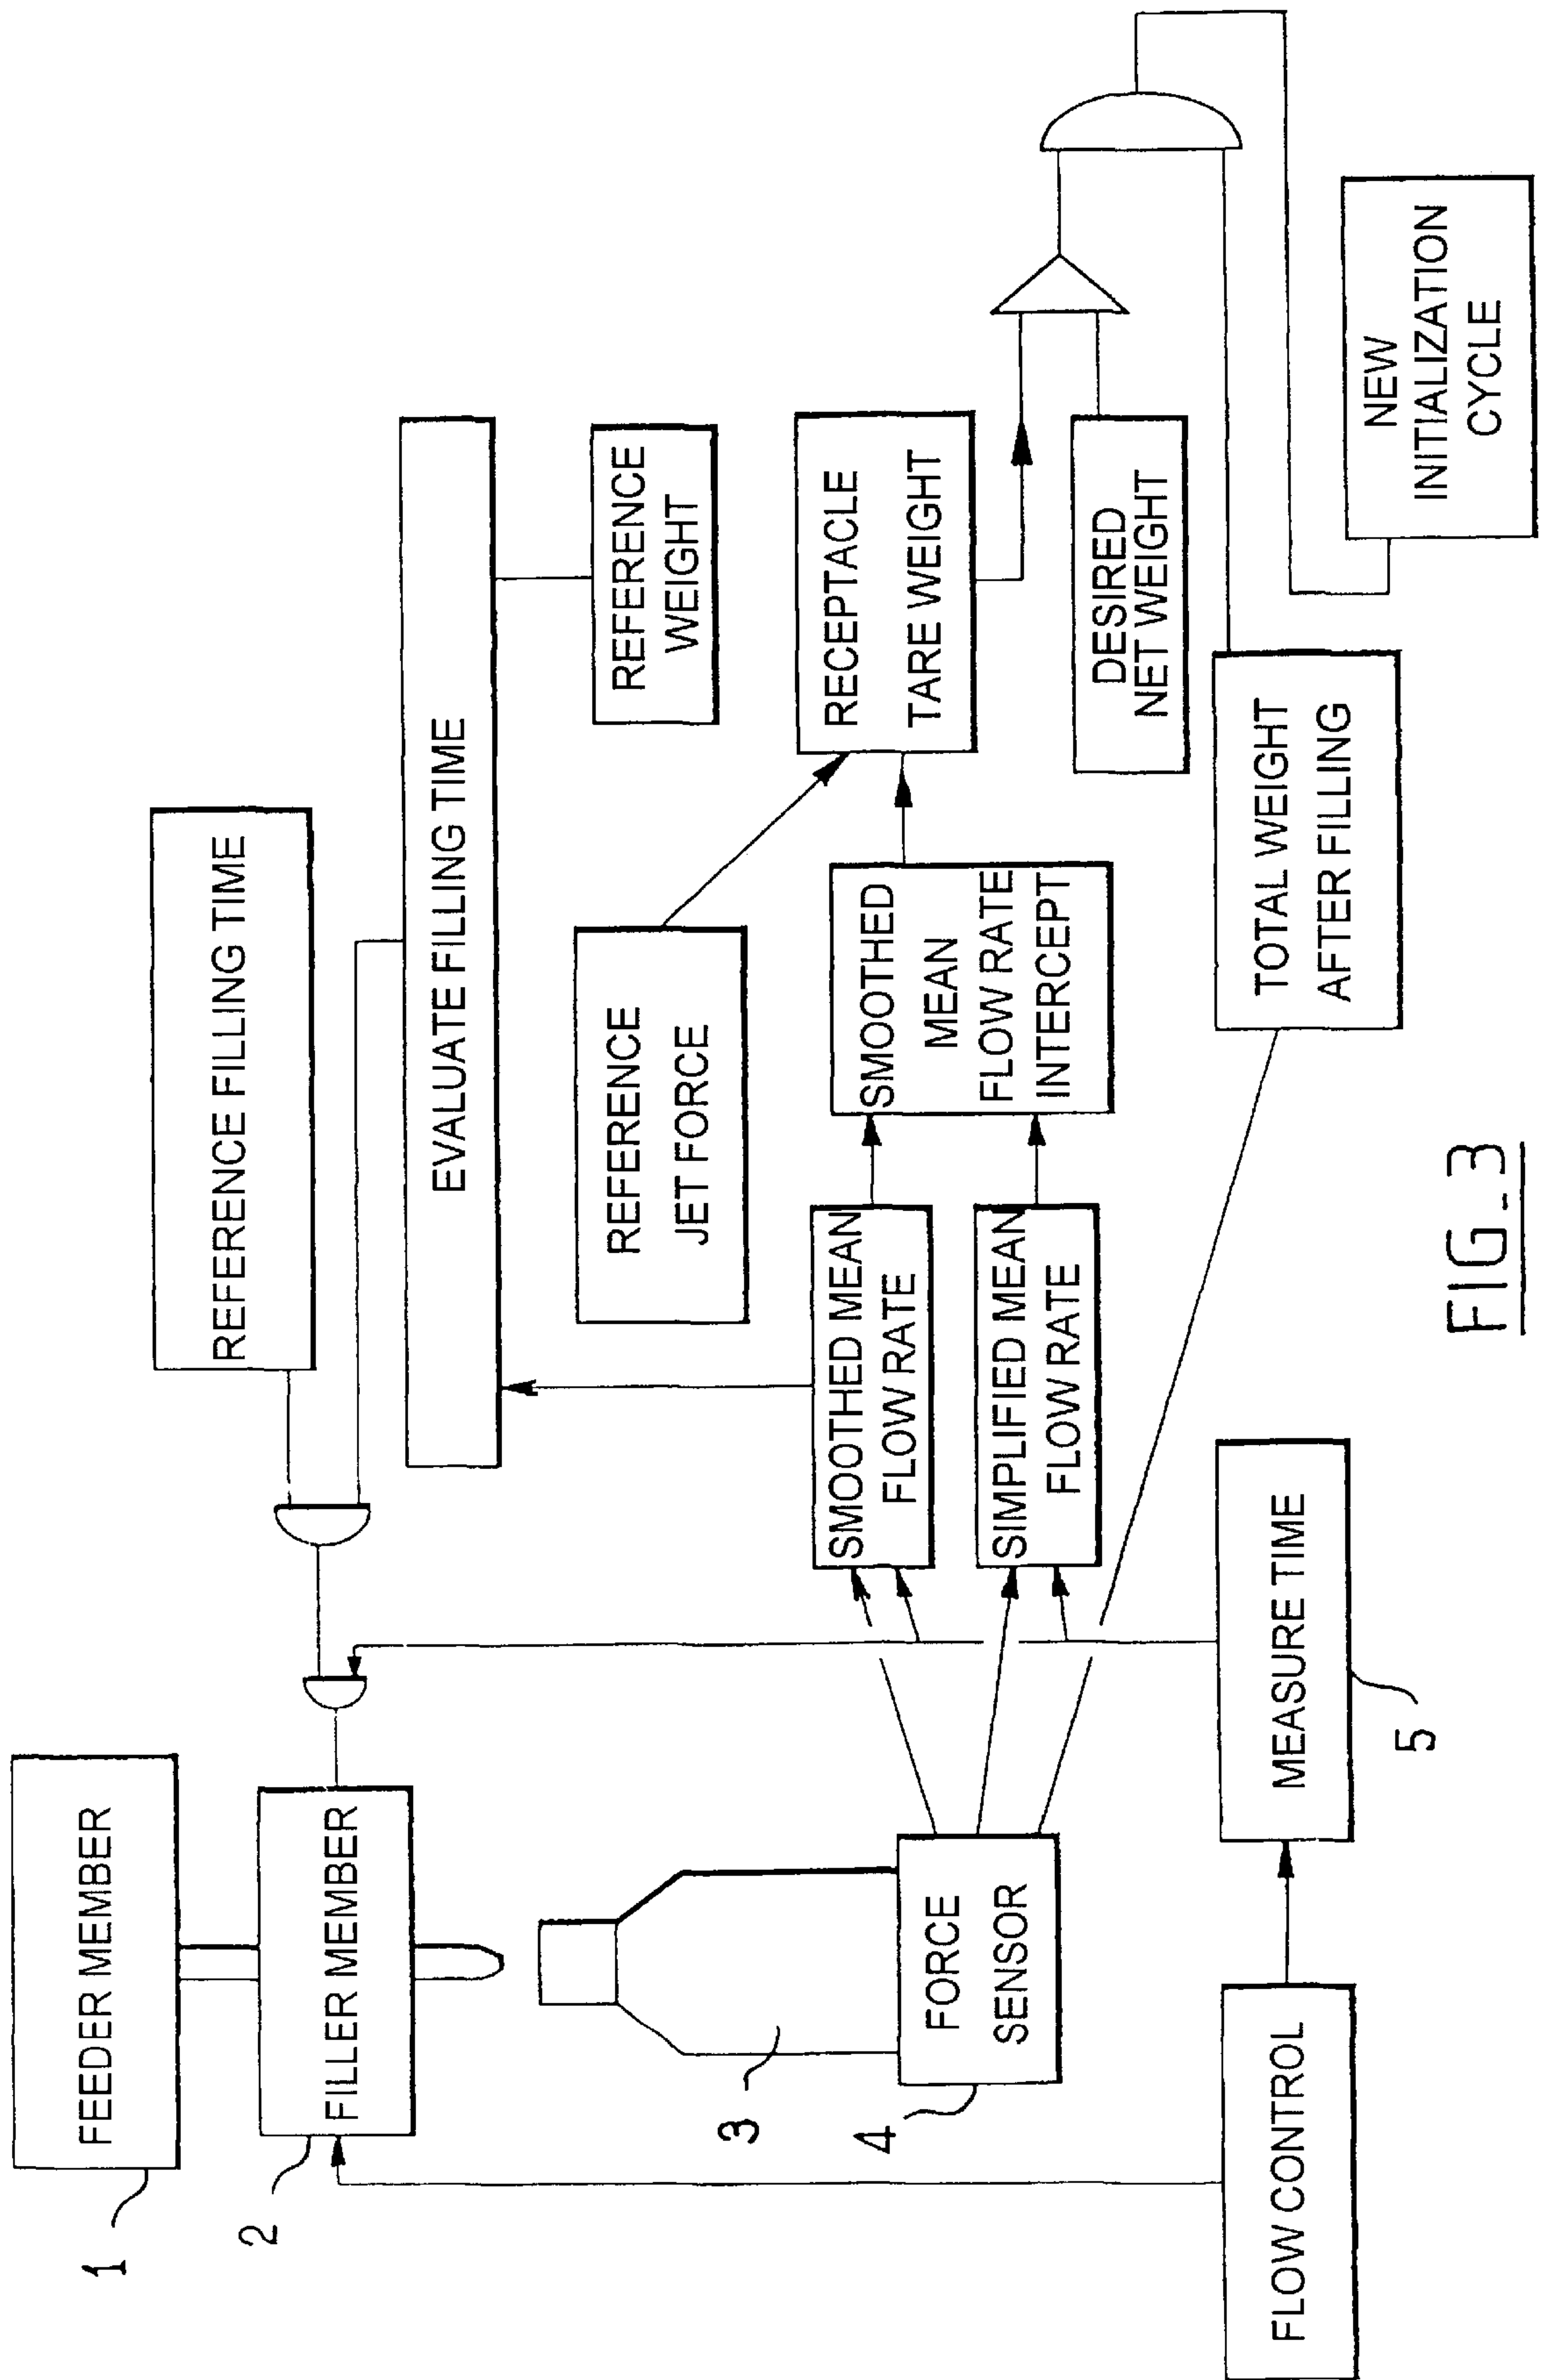 1
FEEDER MEMBER
2
FILLER MEMBER
REFERENCE FILLING TIME
EVALUATE FILLING TIME
REFERENCE
WEIGHT
3
4
FORCE
SENSOR
REFERENCE
JET FORCE
SMOOTHED MEAN
FLOW RATE
SIMPLIFIED MEAN
FLOW RATE
SMOOTHED
MEAN
FLOW RATE
INTERCEPT
RECEPTACLE
TARE WEIGHT
DESIRED
NET WEIGHT
FLOW CONTROL
MEASURE TIME
5
TOTAL WEIGHT
AFTER FILLING
NEW
INITIALIZATION
CYCLE
FIG_3